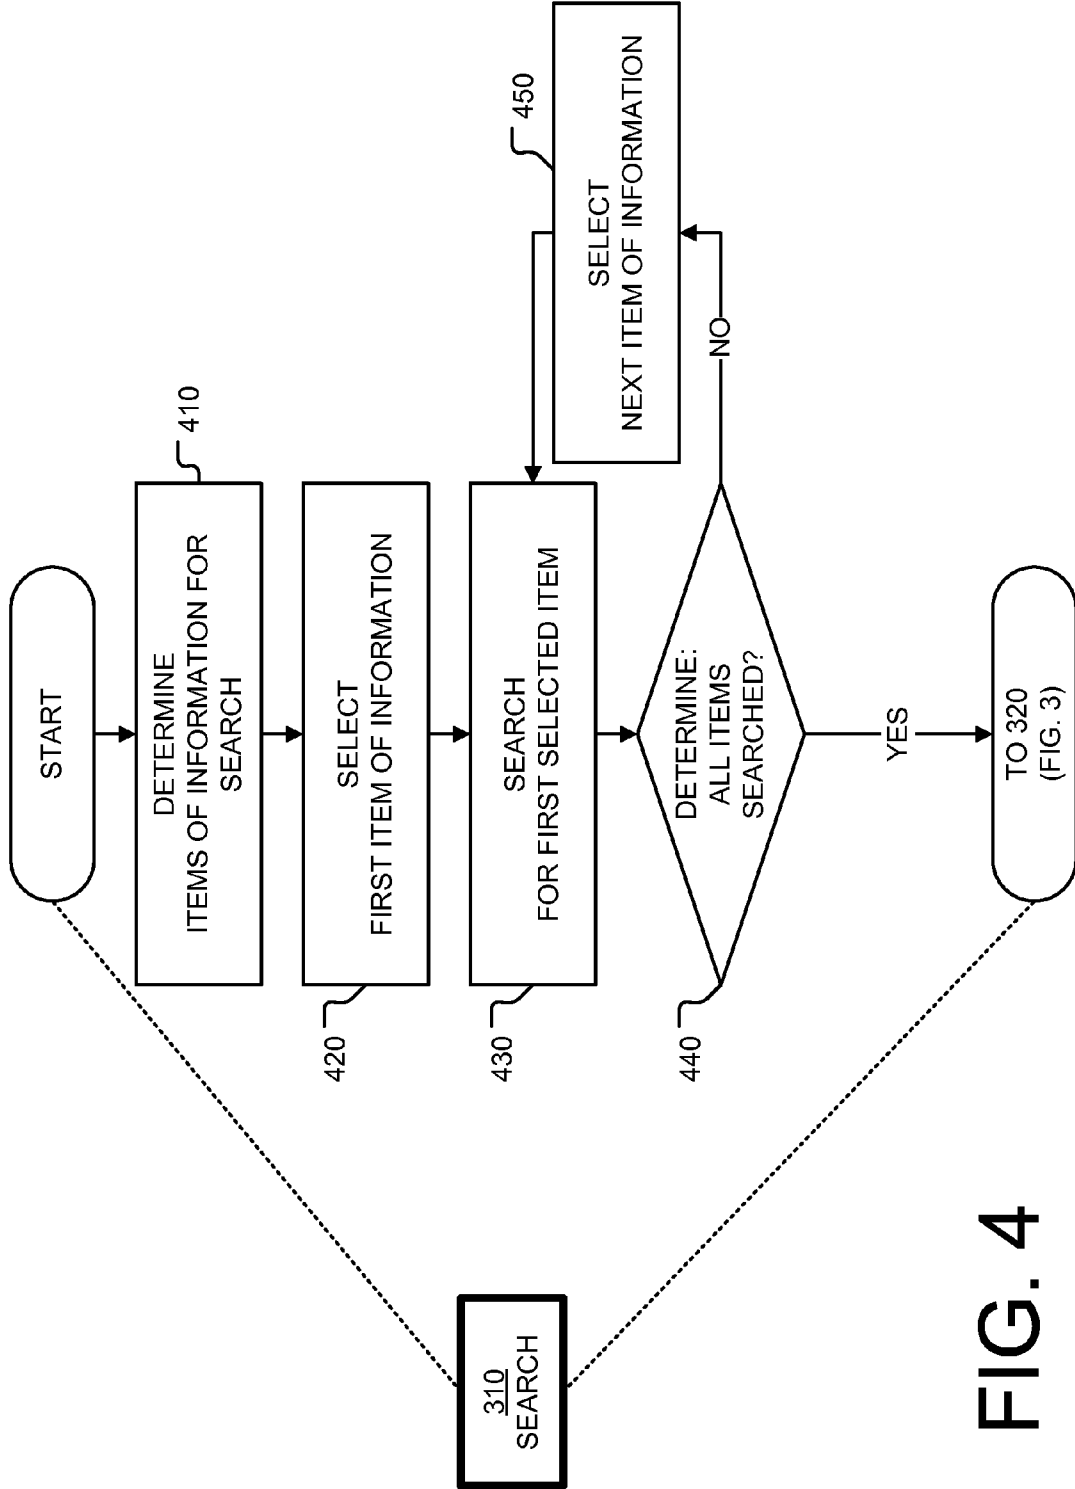 310
SEARCH
START
DETERMINE
ITEMS OF INFORMATION FOR
SEARCH
410
SELECT
FIRST ITEM OF INFORMATION
420
SEARCH
FOR FIRST SELECTED ITEM
430
DETERMINE:
ALL ITEMS
SEARCHED?
440
NO
SELECT
NEXT ITEM OF INFORMATION
450
YES
TO 320
(FIG. 3)
FIG. 4